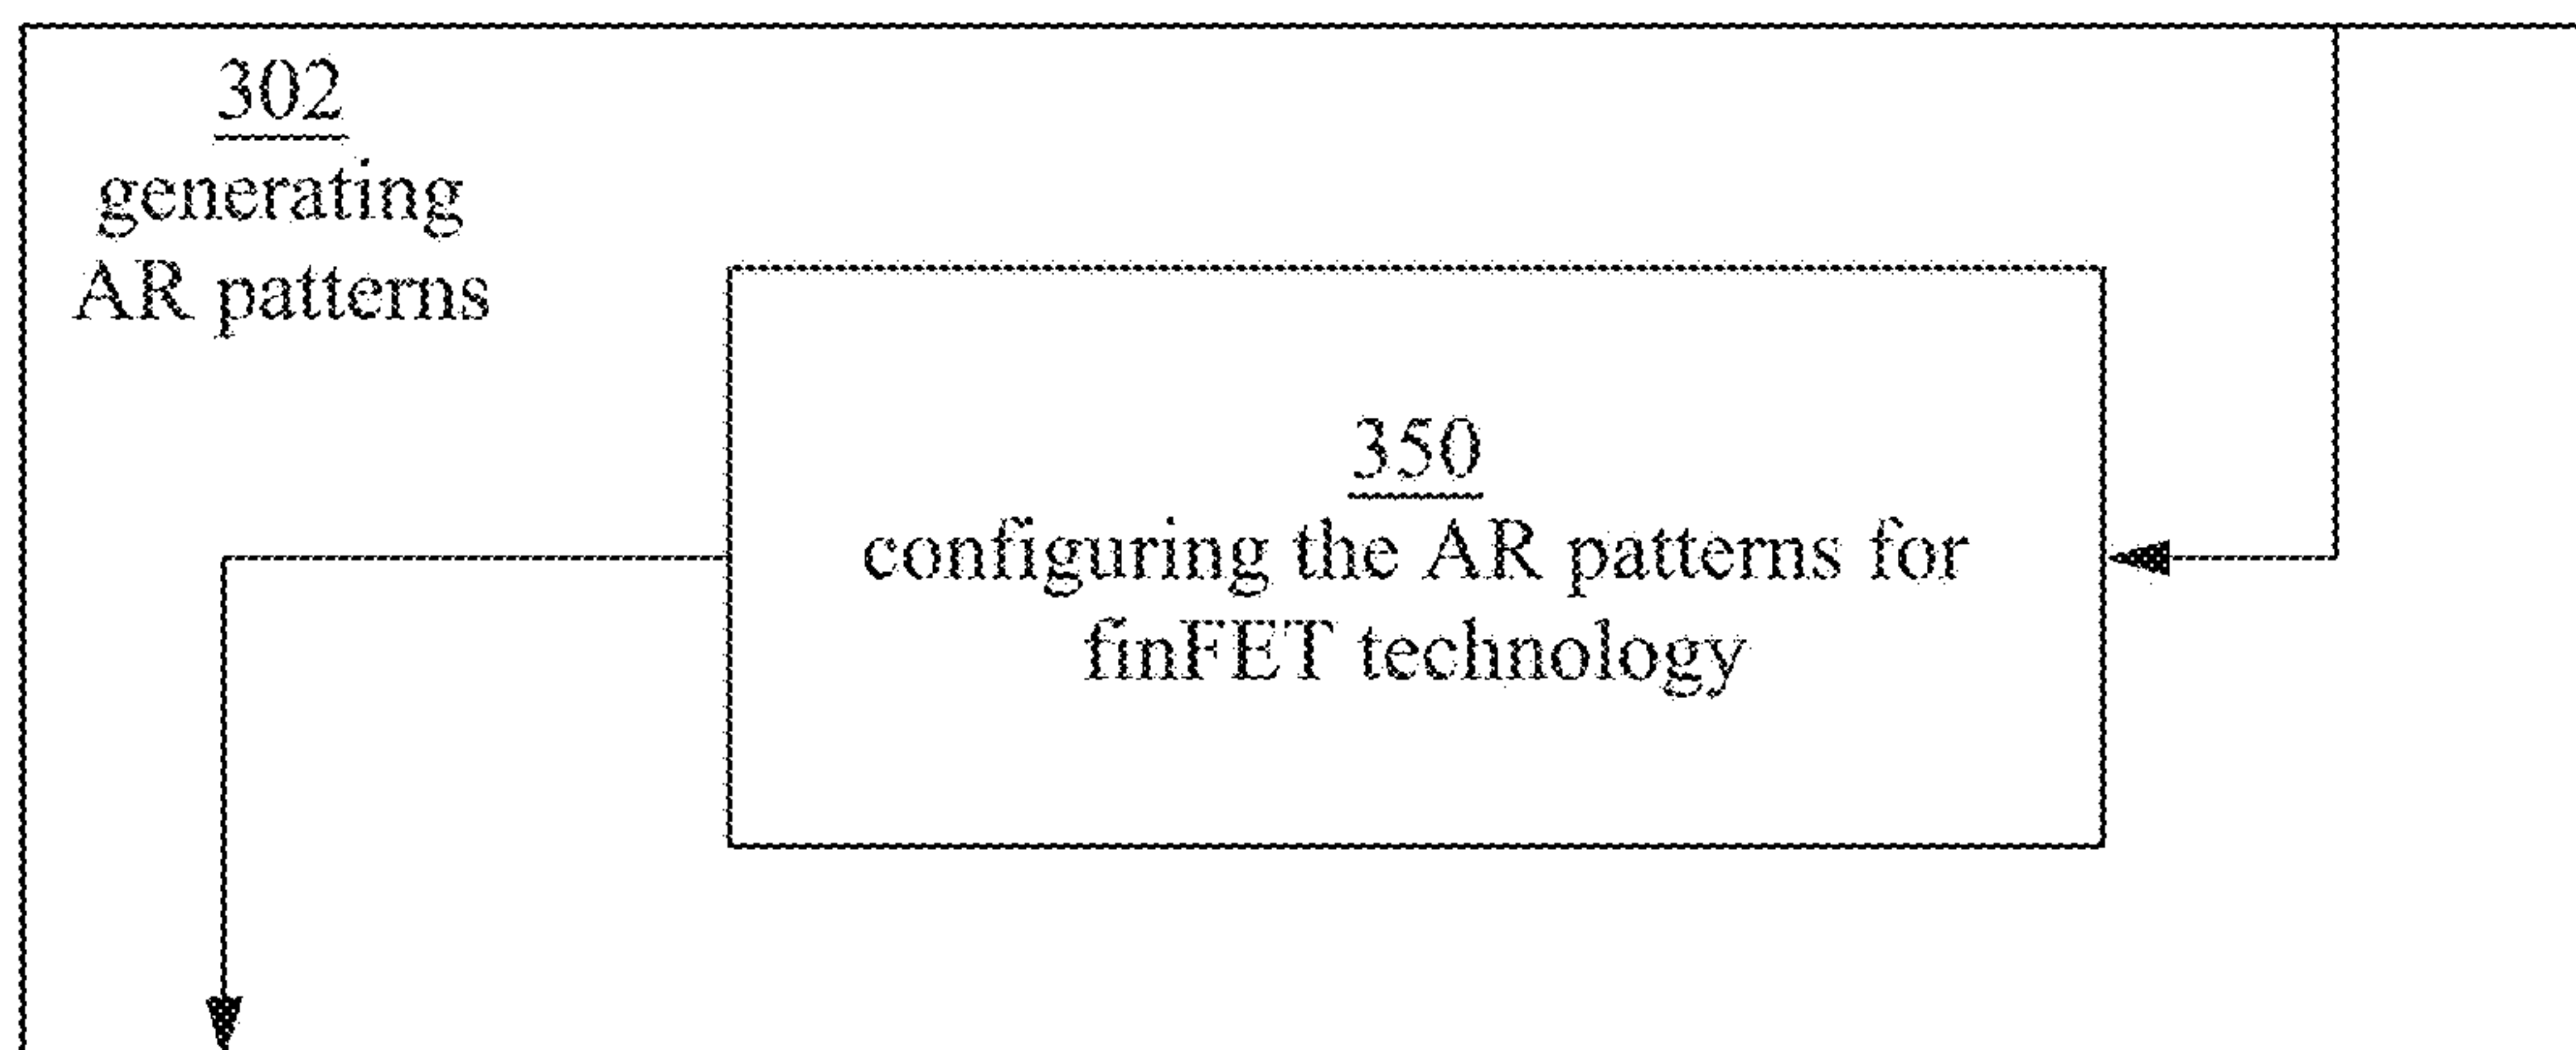 302
generating
AR patterns
350
configuring the AR patterns for
finFET technology